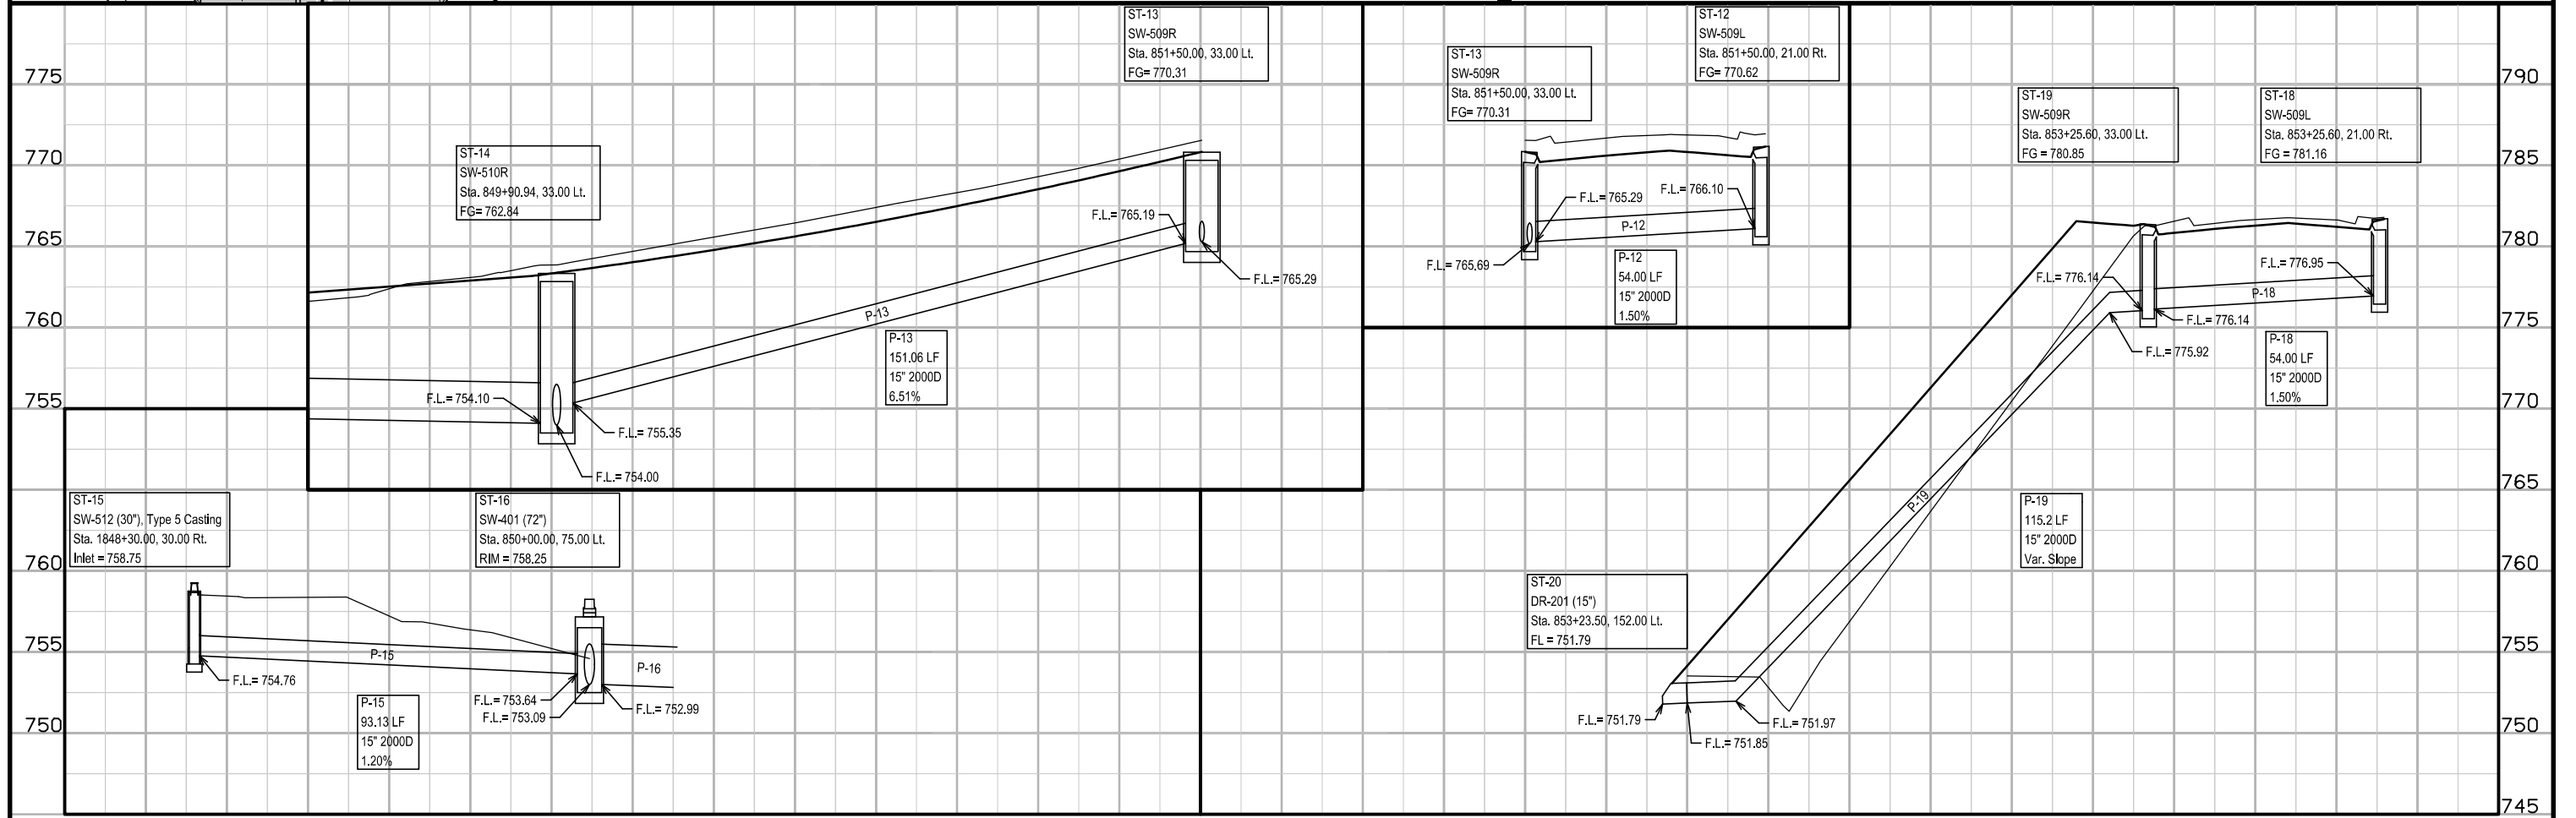 775
770
765
760
755
760
755
750
ST-14
SW-510R
Sta. 849+90.94, 33.00 Lt.
FG= 762.84
ST-13
SW-509R
Sta. 851+50.00, 33.00 Lt.
FG= 770.31
F.L.= 765.19
F.L.= 765.29
P-13
P-13
151.06 LF
15" 2000D
6.51%
F.L.= 754.10
F.L.= 755.35
F.L.= 754.00
ST-13
SW-509R
Sta. 851+50.00, 33.00 Lt.
FG= 770.31
ST-12
SW-509L
Sta. 851+50.00, 21.00 Rt.
FG= 770.62
F.L.= 765.29
F.L.= 766.10
P-12
F.L.= 765.69
P-12
54.00 LF
15" 2000D
1.50%
ST-15
SW-512 (30"), Type 5 Casting
Sta. 1848+30.00, 30.00 Rt.
Inlet = 758.75
ST-16
SW-401 (72")
Sta. 850+00.00, 75.00 Lt.
RIM = 758.25
P-15
P-16
F.L.= 754.76
F.L.= 753.64
F.L.= 753.09
F.L.= 752.99
P-15
93.13 LF
15" 2000D
1.20%
ST-19
SW-509R
Sta. 853+25.60, 33.00 Lt.
FG = 780.85
ST-18
SW-509L
Sta. 853+25.60, 21.00 Rt.
FG = 781.16
F.L.= 776.14
F.L.= 776.95
P-18
F.L.= 776.14
F.L.= 775.92
P-18
54.00 LF
15" 2000D
1.50%
P-19
P-19
115.2 LF
15" 2000D
Var. Slope
ST-20
DR-201 (15")
Sta. 853+23.50, 152.00 Lt.
FL = 751.79
F.L.= 751.79
F.L.= 751.97
F.L.= 751.85
790
785
780
775
770
765
760
755
750
745